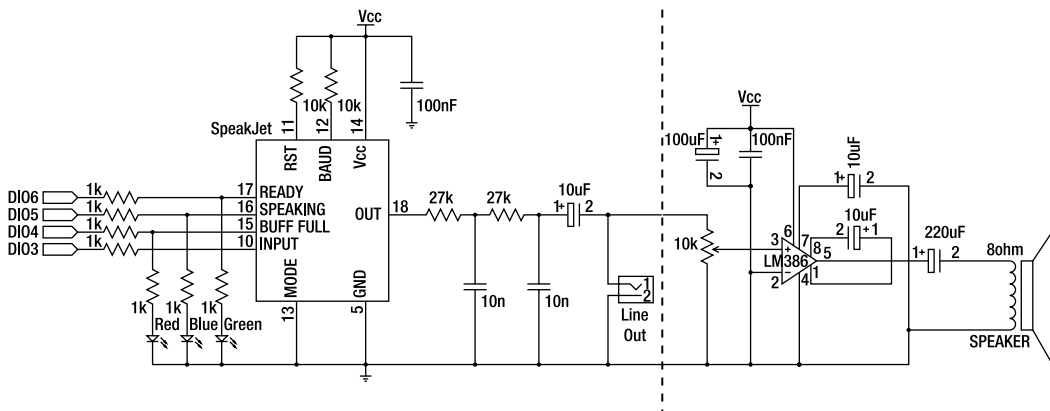 Vcc
10k
10k
100nF
SpeakJet
11
12
14
RST
BAUD
Vcc
DIO6
1k
17
READY
DIO5
1k
16
SPEAKING
DIO4
1k
15
BUFF FULL
DIO3
1k
10
INPUT
OUT
18
27k
27k
10uF
1+
2
MODE
GND
13
5
1k
1k
1k
Red
Blue
Green
10n
10n
1
2
Line
Out
Vcc
100uF
1+
2
100nF
10k
3
6
7
8
+
LM386
5
−
2
4
1
10uF
1+
2
10uF
2
+1
220uF
1+
2
8ohm
SPEAKER